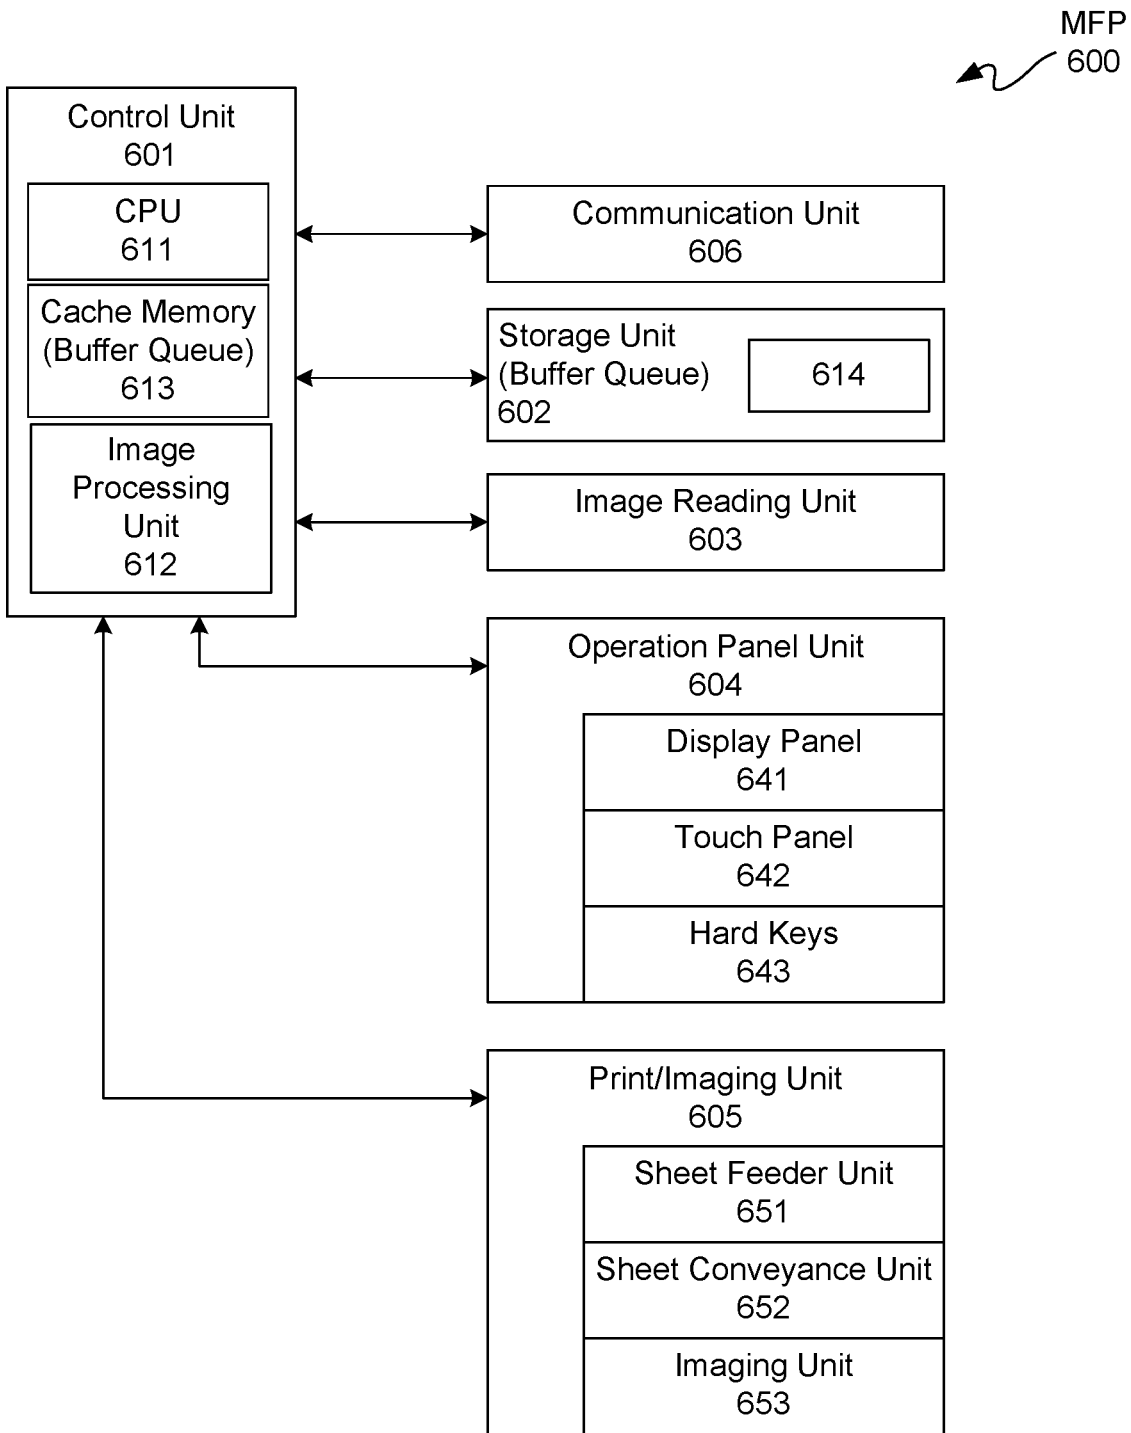 MFP
600
Control Unit
601
CPU
611
Cache Memory
(Buffer Queue)
613
Image
Processing
Unit
612
Communication Unit
606
Storage Unit
(Buffer Queue)
602
614
Image Reading Unit
603
Operation Panel Unit
604
Display Panel
641
Touch Panel
642
Hard Keys
643
Print/Imaging Unit
605
Sheet Feeder Unit
651
Sheet Conveyance Unit
652
Imaging Unit
653